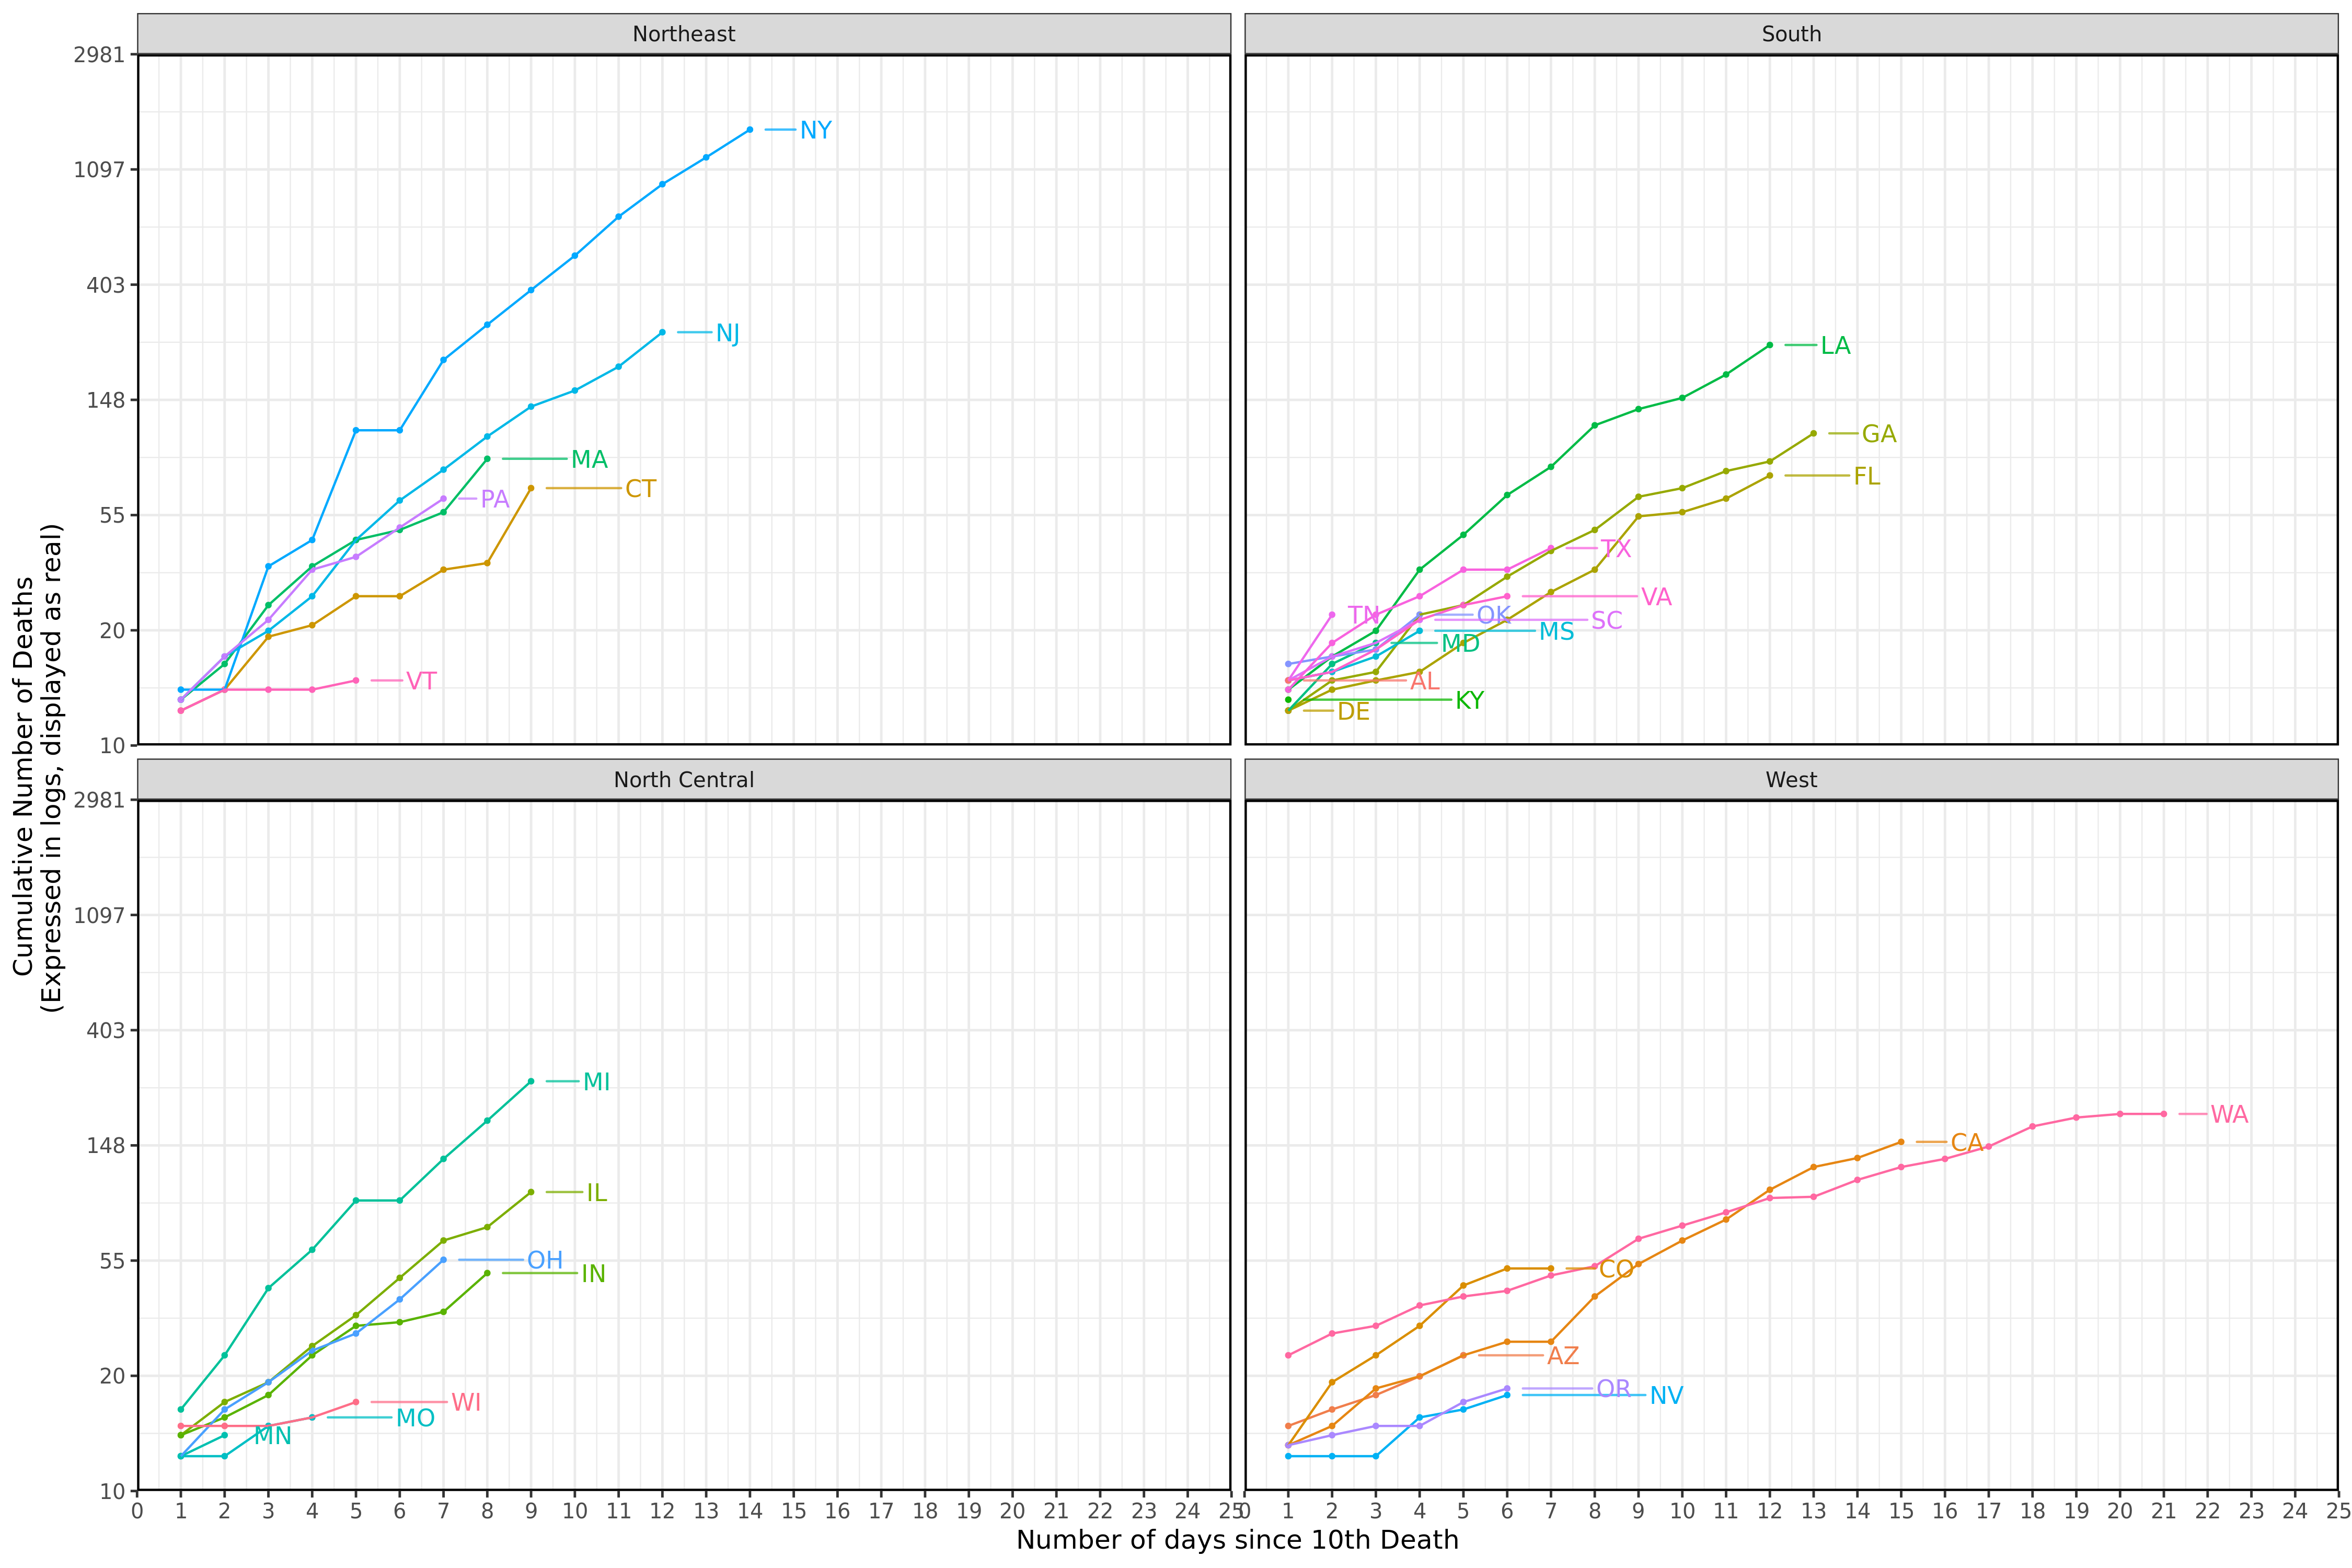 Northeast
South
2981
1097
403
148
55
20
10
NY
NJ
MA
PA
CT
VT
LA
GA
FL
TX
VA
TN
OK
SC
MS
MD
AL
KY
DE
North Central
West
2981
1097
403
148
55
20
10
MI
IL
OH
IN
WI
MO
MN
WA
CA
CO
AZ
OR
NV
0 1 2 3 4 5 6 7 8 9 10 11 12 13 14 15 16 17 18 19 20 21 22 23 24 25
0 1 2 3 4 5 6 7 8 9 10 11 12 13 14 15 16 17 18 19 20 21 22 23 24 25
Number of days since 10th Death
Cumulative Number of Deaths
(Expressed in logs, displayed as real)